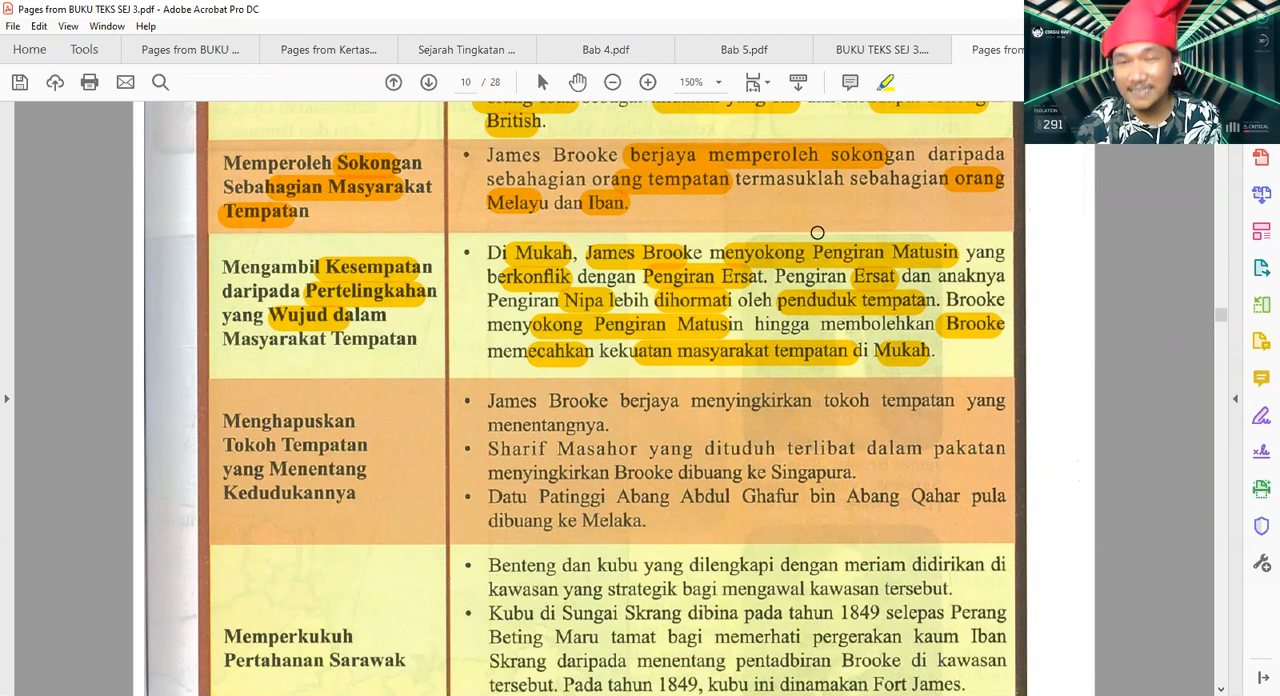 Pages from BUKU TEKS SEJ 3.pdf - Adobe Acrobat Pro DC
File Edit View Window Help
Home Tools Pages from BUKU ... Pages from Kertas... Sejarah Tingkatan ... Bab 4.pdf Bab 5.pdf BUKU TEKS SEJ 3.... Pages from
10 / 28 150%
CIKGU RAFI
291
CRITICAL
British.
Memperoleh Sokongan
Sebahagian Masyarakat
Tempatan
• James Brooke berjaya memperoleh sokongan daripada
sebahagian orang tempatan termasuklah sebahagian orang
Melayu dan Iban.
Mengambil Kesempatan
daripada Pertelingkahan
yang Wujud dalam
Masyarakat Tempatan
• Di Mukah, James Brooke menyokong Pengiran Matusin yang
berkonflik dengan Pengiran Ersat. Pengiran Ersat dan anaknya
Pengiran Nipa lebih dihormati oleh penduduk tempatan. Brooke
menyokong Pengiran Matusin hingga membolehkan Brooke
memecahkan kekuatan masyarakat tempatan di Mukah.
Menghapuskan
Tokoh Tempatan
yang Menentang
Kedudukannya
• James Brooke berjaya menyingkirkan tokoh tempatan yang
menentangnya.
• Sharif Masahor yang dituduh terlibat dalam pakatan
menyingkirkan Brooke dibuang ke Singapura.
• Datu Patinggi Abang Abdul Ghafur bin Abang Qahar pula
dibuang ke Melaka.
Memperkukuh
Pertahanan Sarawak
• Benteng dan kubu yang dilengkapi dengan meriam didirikan di
kawasan yang strategik bagi mengawal kawasan tersebut.
• Kubu di Sungai Skrang dibina pada tahun 1849 selepas Perang
Beting Maru tamat bagi memerhati pergerakan kaum Iban
Skrang daripada menentang pentadbiran Brooke di kawasan
tersebut. Pada tahun 1849, kubu ini dinamakan Fort James.